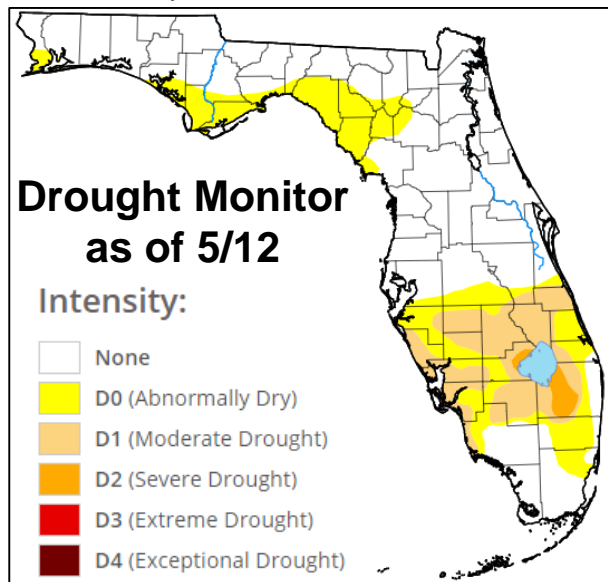 Drought Monitor
as of 5/12
Intensity:
None
D0 (Abnormally Dry)
D1 (Moderate Drought)
D2 (Severe Drought)
D3 (Extreme Drought)
D4 (Exceptional Drought)